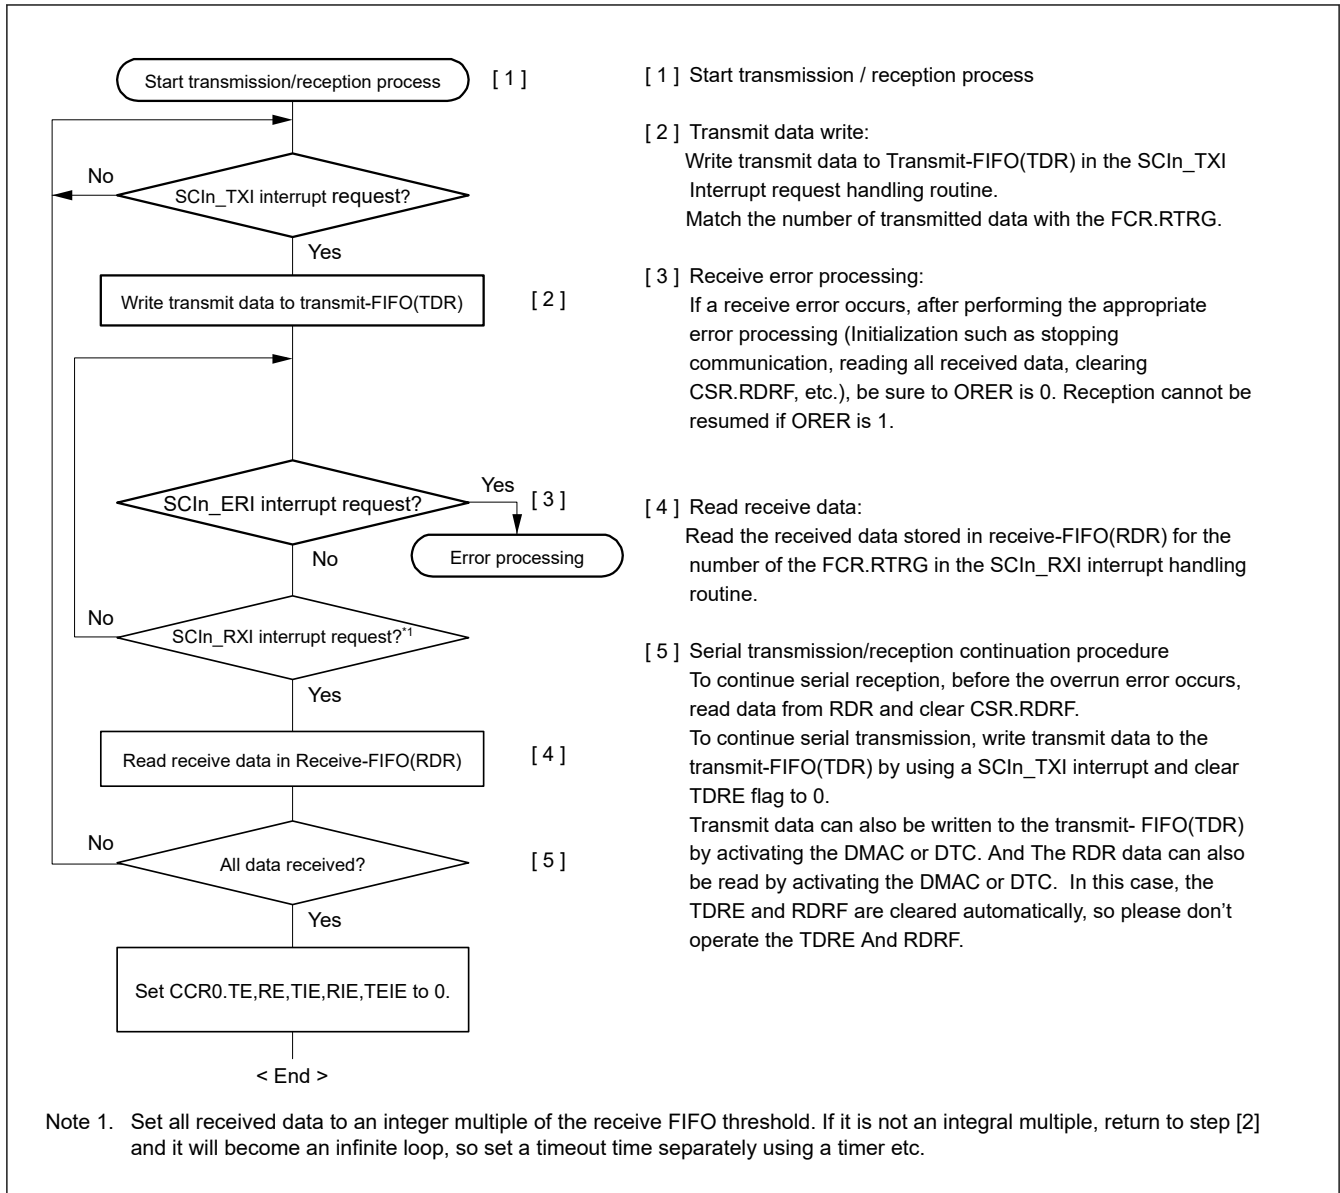 Start transmission/reception process
[ 1 ]
No
SCIn_TXI interrupt request?
Yes
Write transmit data to transmit-FIFO(TDR)
[ 2 ]
SCIn_ERI interrupt request?
Yes
[ 3 ]
Error processing
No
No
SCIn_RXI interrupt request?*1
Yes
Read receive data in Receive-FIFO(RDR)
[ 4 ]
No
All data received?
[ 5 ]
Yes
Set CCR0.TE,RE,TIE,RIE,TEIE to 0.
< End >
[ 1 ] Start transmission / reception process
[ 2 ] Transmit data write:
Write transmit data to Transmit-FIFO(TDR) in the SCIn_TXI
Interrupt request handling routine.
Match the number of transmitted data with the FCR.RTRG.
[ 3 ] Receive error processing:
If a receive error occurs, after performing the appropriate
error processing (Initialization such as stopping
communication, reading all received data, clearing
CSR.RDRF, etc.), be sure to ORER is 0. Reception cannot be
resumed if ORER is 1.
[ 4 ] Read receive data:
Read the received data stored in receive-FIFO(RDR) for the
number of the FCR.RTRG in the SCIn_RXI interrupt handling
routine.
[ 5 ] Serial transmission/reception continuation procedure
To continue serial reception, before the overrun error occurs,
read data from RDR and clear CSR.RDRF.
To continue serial transmission, write transmit data to the
transmit-FIFO(TDR) by using a SCIn_TXI interrupt and clear
TDRE flag to 0.
Transmit data can also be written to the transmit- FIFO(TDR)
by activating the DMAC or DTC. And The RDR data can also
be read by activating the DMAC or DTC.  In this case, the
TDRE and RDRF are cleared automatically, so please don't
operate the TDRE And RDRF.
Note 1. Set all received data to an integer multiple of the receive FIFO threshold. If it is not an integral multiple, return to step [2]
and it will become an infinite loop, so set a timeout time separately using a timer etc.